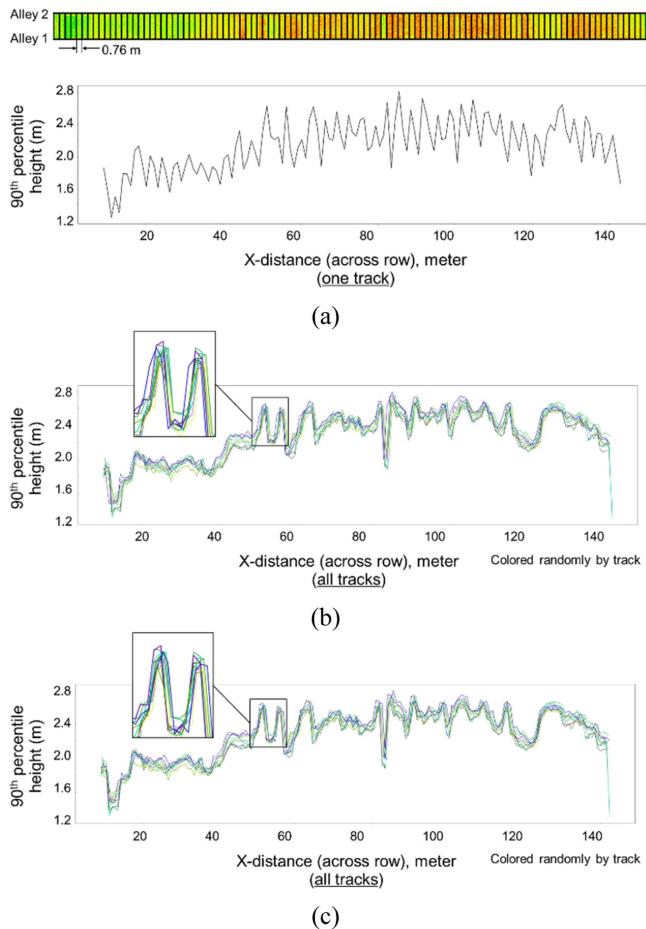 Alley 2
Alley 1
0.76 m
90th percentile
height (m)
2.8
2.4
2.0
1.6
1.2
20 40 60 80 100 120 140
X-distance (across row), meter
(one track)
(a)
90th percentile
height (m)
2.8
2.4
2.0
1.6
1.2
20 40 60 80 100 120 140
X-distance (across row), meter Colored randomly by track
(all tracks)
(b)
90th percentile
height (m)
2.8
2.4
2.0
1.6
1.2
20 40 60 80 100 120 140
X-distance (across row), meter Colored randomly by track
(all tracks)
(c)